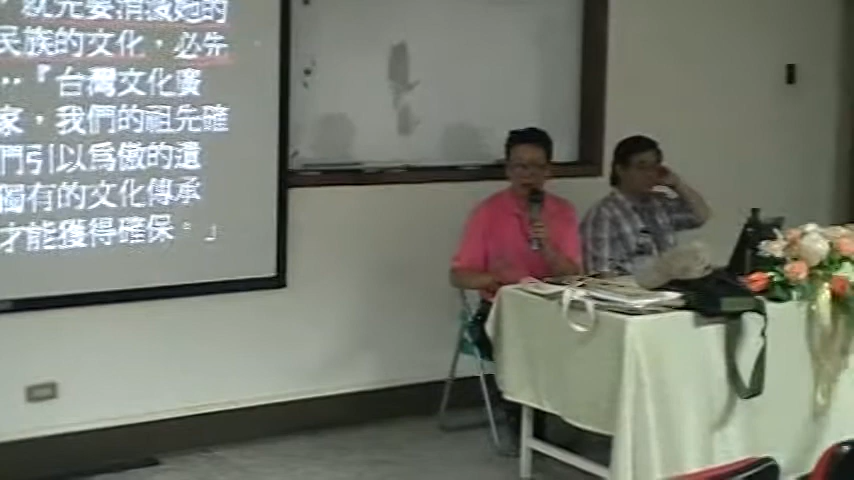 ，就先要消滅她的
民族的文化，必先
…『台灣文化廣
家，我們的祖先確
們引以為傲的遺
獨有的文化傳承
才能獲得確保。』